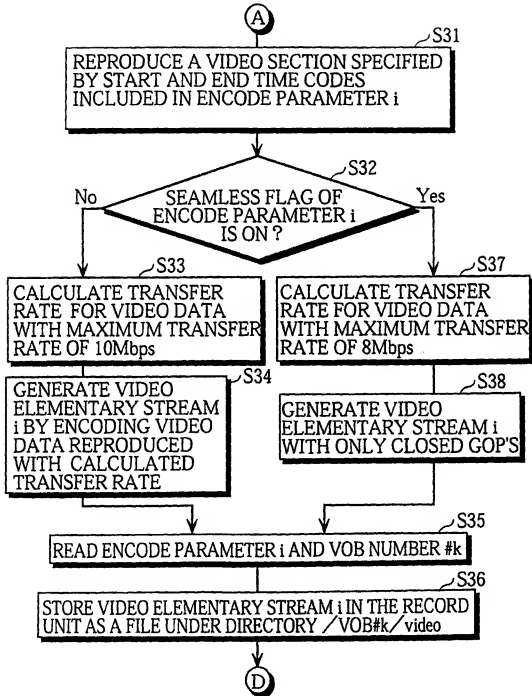 A
S31
REPRODUCE A VIDEO SECTION SPECIFIED
BY START AND END TIME CODES
INCLUDED IN ENCODE PARAMETER i
S32
No
SEAMLESS FLAG OF
ENCODE PARAMETER i
IS ON ?
Yes
S33
CALCULATE TRANSFER
RATE FOR VIDEO DATA
WITH MAXIMUM TRANSFER
RATE OF 10Mbps
S34
GENERATE VIDEO
ELEMENTARY STREAM
i BY ENCODING VIDEO
DATA REPRODUCED
WITH CALCULATED
TRANSFER RATE
S37
CALCULATE TRANSFER
RATE FOR VIDEO DATA
WITH MAXIMUM TRANSFER
RATE OF 8Mbps
S38
GENERATE VIDEO
ELEMENTARY STREAM i
WITH ONLY CLOSED GOP'S
S35
READ ENCODE PARAMETER i AND VOB NUMBER #k
S36
STORE VIDEO ELEMENTARY STREAM i IN THE RECORD
UNIT AS A FILE UNDER DIRECTORY /VOB#k/video
D